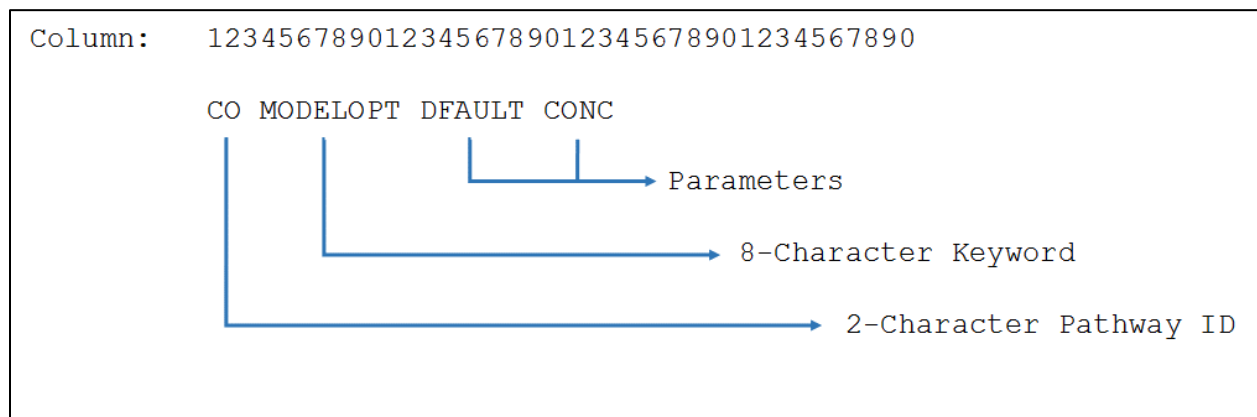 Column: 1234567890123456789012345678901234567890
CO MODELOPT DFAULT CONC
Parameters
8-Character Keyword
2-Character Pathway ID